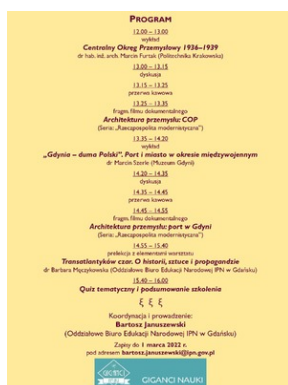 PROGRAM
12.00 – 13.00
wykład
Centralny Okręg Przemysłowy 1936–1939
dr hab. inż. arch. Marcin Furtak (Politechnika Krakowska)
13.00 – 13.15
dyskusja
13.15 – 13.25
przerwa kawowa
13.25 – 13.35
fragm. filmu dokumentalnego
Architektura przemysłu: COP
(Seria: „Rzeczpospolita modernistyczna”)
13.35 – 14.20
wykład
„Gdynia – duma Polski”. Port i miasto w okresie międzywojennym
dr Marcin Szerle (Muzeum Gdyni)
14.20 – 14.35
dyskusja
14.35 – 14.45
przerwa kawowa
14.45 – 14.55
fragm. filmu dokumentalnego
Architektura przemysłu: port w Gdyni
(Seria: „Rzeczpospolita modernistyczna”)
14.55 – 15.40
prelekcja z elementami warsztatu
Transatlantyków czar. O historii, sztuce i propagandzie
dr Barbara Męczykowska (Oddziałowe Biuro Edukacji Narodowej IPN w Gdańsku)
15.40 – 16.00
Quiz tematyczny i podsumowanie szkolenia
ξ ξ ξ
Koordynacja i prowadzenie:
Bartosz Januszewski
(Oddziałowe Biuro Edukacji Narodowej IPN w Gdańsku)
Zapisy do 1 marca 2022 r.
pod adresem bartosz.januszewski@ipn.gov.pl
GIGANCI
NAUKI
GIGANCI NAUKI